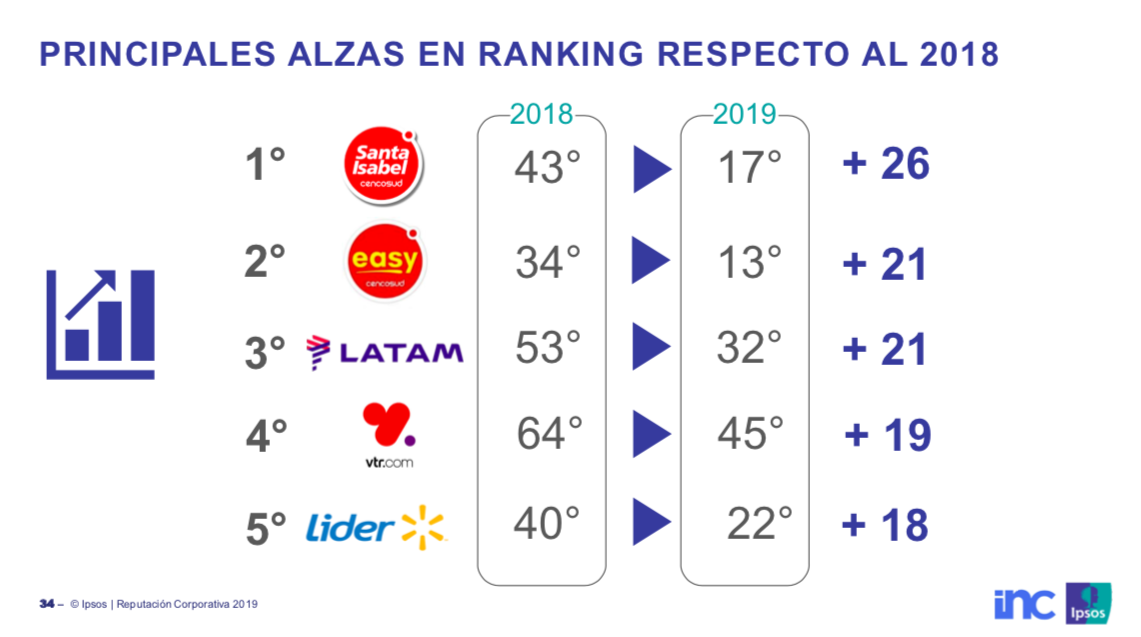 PRINCIPALES ALZAS EN RANKING RESPECTO AL 2018
2018
2019
1°
Santa
Isabel
cencosud
43°
17°
+ 26
2°
easy
cencosud
34°
13°
+ 21
3°
LATAM
53°
32°
+ 21
4°
vtr.com
64°
45°
+ 19
5°
lider
40°
22°
+ 18
34 – © Ipsos | Reputación Corporativa 2019
inc
Ipsos